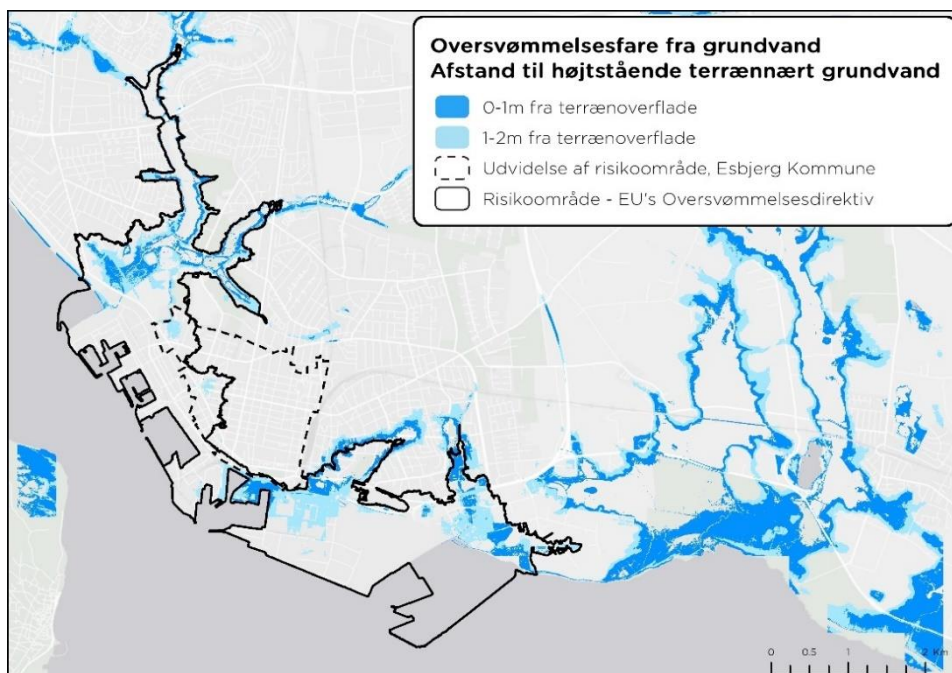 Oversvømmelsesfare fra grundvand
Afstand til højtstående terrænnært grundvand
0-1m fra terrænoverflade
1-2m fra terrænoverflade
Udvidelse af risikoområde, Esbjerg Kommune
Risikoområde - EU's Oversvømmelsesdirektiv
0 0.5 1 2 Km